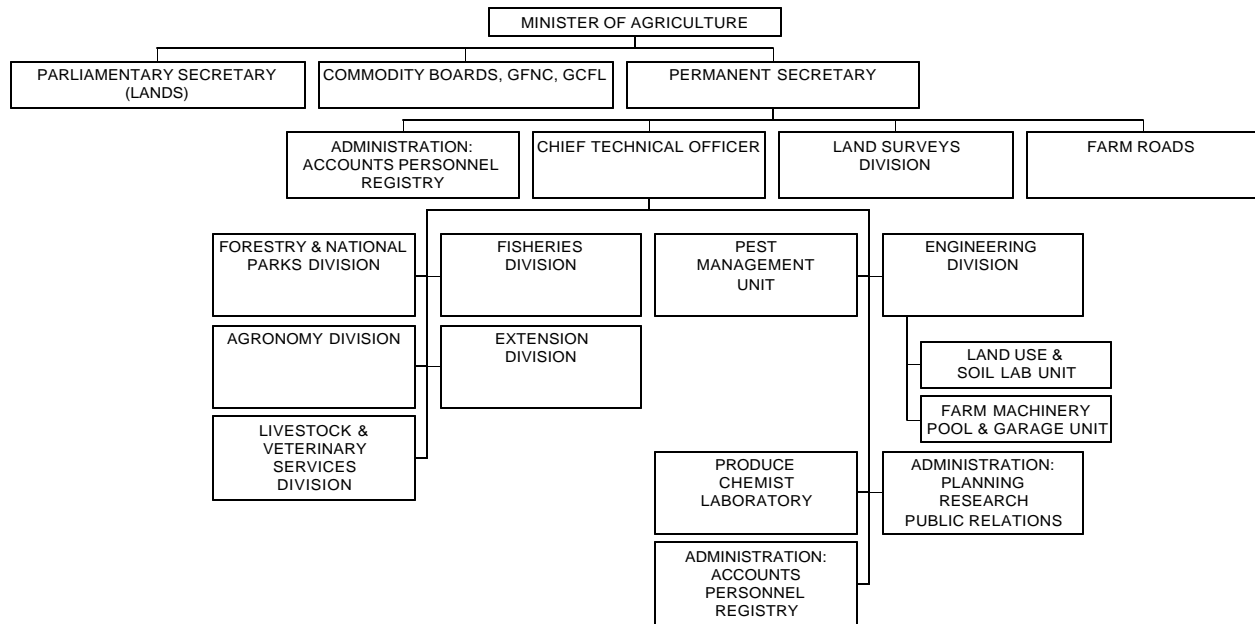 MINISTER OF AGRICULTURE
PARLIAMENTARY SECRETARY
(LANDS)
COMMODITY BOARDS, GFNC, GCFL
PERMANENT SECRETARY
ADMINISTRATION:
ACCOUNTS PERSONNEL
REGISTRY
CHIEF TECHNICAL OFFICER
LAND SURVEYS
DIVISION
FARM ROADS
FORESTRY & NATIONAL
PARKS DIVISION
FISHERIES
DIVISION
PEST
MANAGEMENT
UNIT
ENGINEERING
DIVISION
AGRONOMY DIVISION
EXTENSION
DIVISION
LAND USE &
SOIL LAB UNIT
FARM MACHINERY
POOL & GARAGE UNIT
LIVESTOCK &
VETERINARY
SERVICES
DIVISION
PRODUCE
CHEMIST
LABORATORY
ADMINISTRATION:
PLANNING
RESEARCH
PUBLIC RELATIONS
ADMINISTRATION:
ACCOUNTS
PERSONNEL
REGISTRY